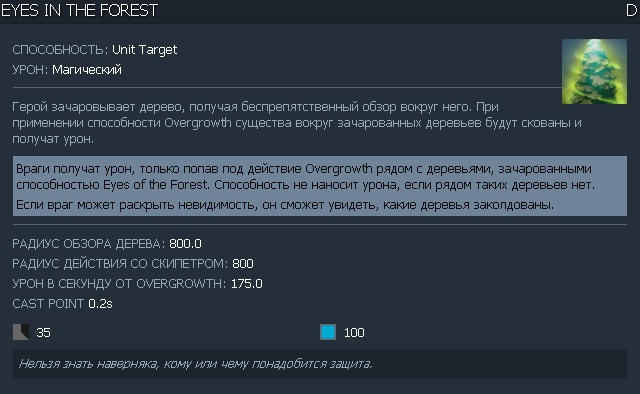 EYES IN THE FOREST D
СПОСОБНОСТЬ: Unit Target
УРОН: Магический
Герой зачаровывает дерево, получая беспрепятственный обзор вокруг него. При
применении способности Overgrowth существа вокруг зачарованных деревьев будут скованы и
получат урон.
Враги получат урон, только попав под действие Overgrowth рядом с деревьями, зачарованными
способностью Eyes of the Forest. Способность не наносит урона, если рядом таких деревьев нет.
Если враг может раскрыть невидимость, он сможет увидеть, какие деревья заколдованы.
РАДИУС ОБЗОРА ДЕРЕВА: 800.0
РАДИУС ДЕЙСТВИЯ СО СКИПЕТРОМ: 800
УРОН В СЕКУНДУ ОТ OVERGROWTH: 175.0
CAST POINT 0.2s
35 100
Нельзя знать наверняка, кому или чему понадобится защита.